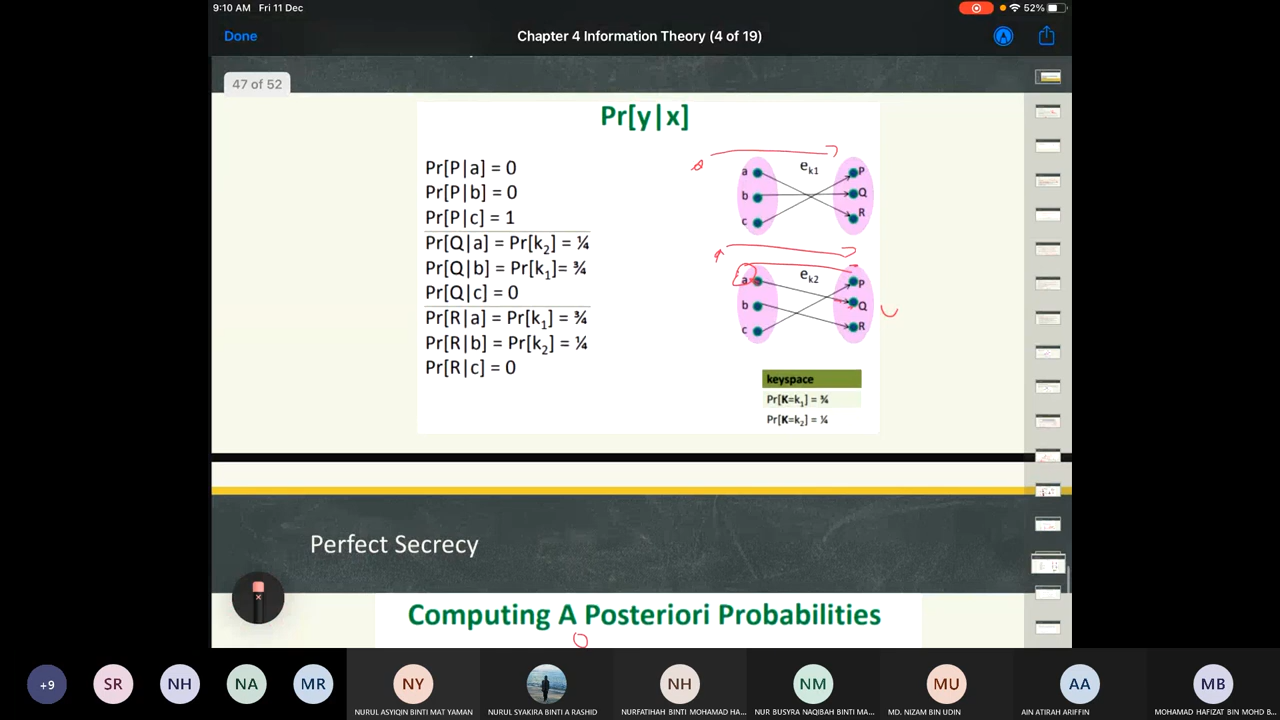 9:10 AM Fri 11 Dec
52%
Done
Chapter 4 Information Theory (4 of 19)
47 of 52
Pr[y|x]
Pr[P|a] = 0
Pr[P|b] = 0
Pr[P|c] = 1
Pr[Q|a] = Pr[k2] = ¼
Pr[Q|b] = Pr[k1] = ¾
Pr[Q|c] = 0
Pr[R|a] = Pr[k1] = ¾
Pr[R|b] = Pr[k2] = ¼
Pr[R|c] = 0
a ek1 P
b Q
c R
a ek2 P
b Q
c R
keyspace
Pr[K=k1] = ¾
Pr[K=k2] = ¼
Perfect Secrecy
Computing A Posteriori Probabilities
+9 SR NH NA MR NY NH NM MU AA MB
NURUL ASYIQIN BINTI MAT YAMAN
NURUL SYAKIRA BINTI A RASHID
NURFATIHAH BINTI MOHAMAD HA...
NUR BUSYRA NAQIBAH BINTI MA...
MD. NIZAM BIN UDIN
AIN ATIRAH ARIFFIN
MOHAMAD HAFIZAT BIN MOHD B...